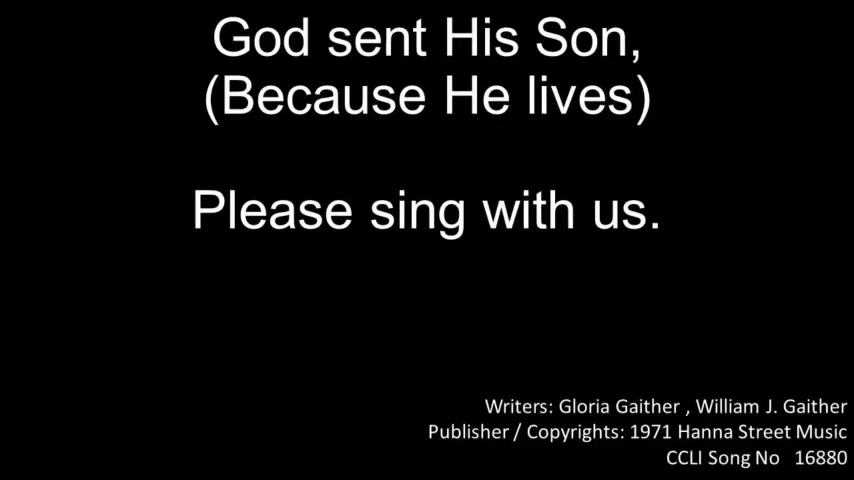 God sent His Son,
(Because He lives)
Please sing with us.
Writers: Gloria Gaither , William J. Gaither
Publisher / Copyrights: 1971 Hanna Street Music
CCLI Song No 16880